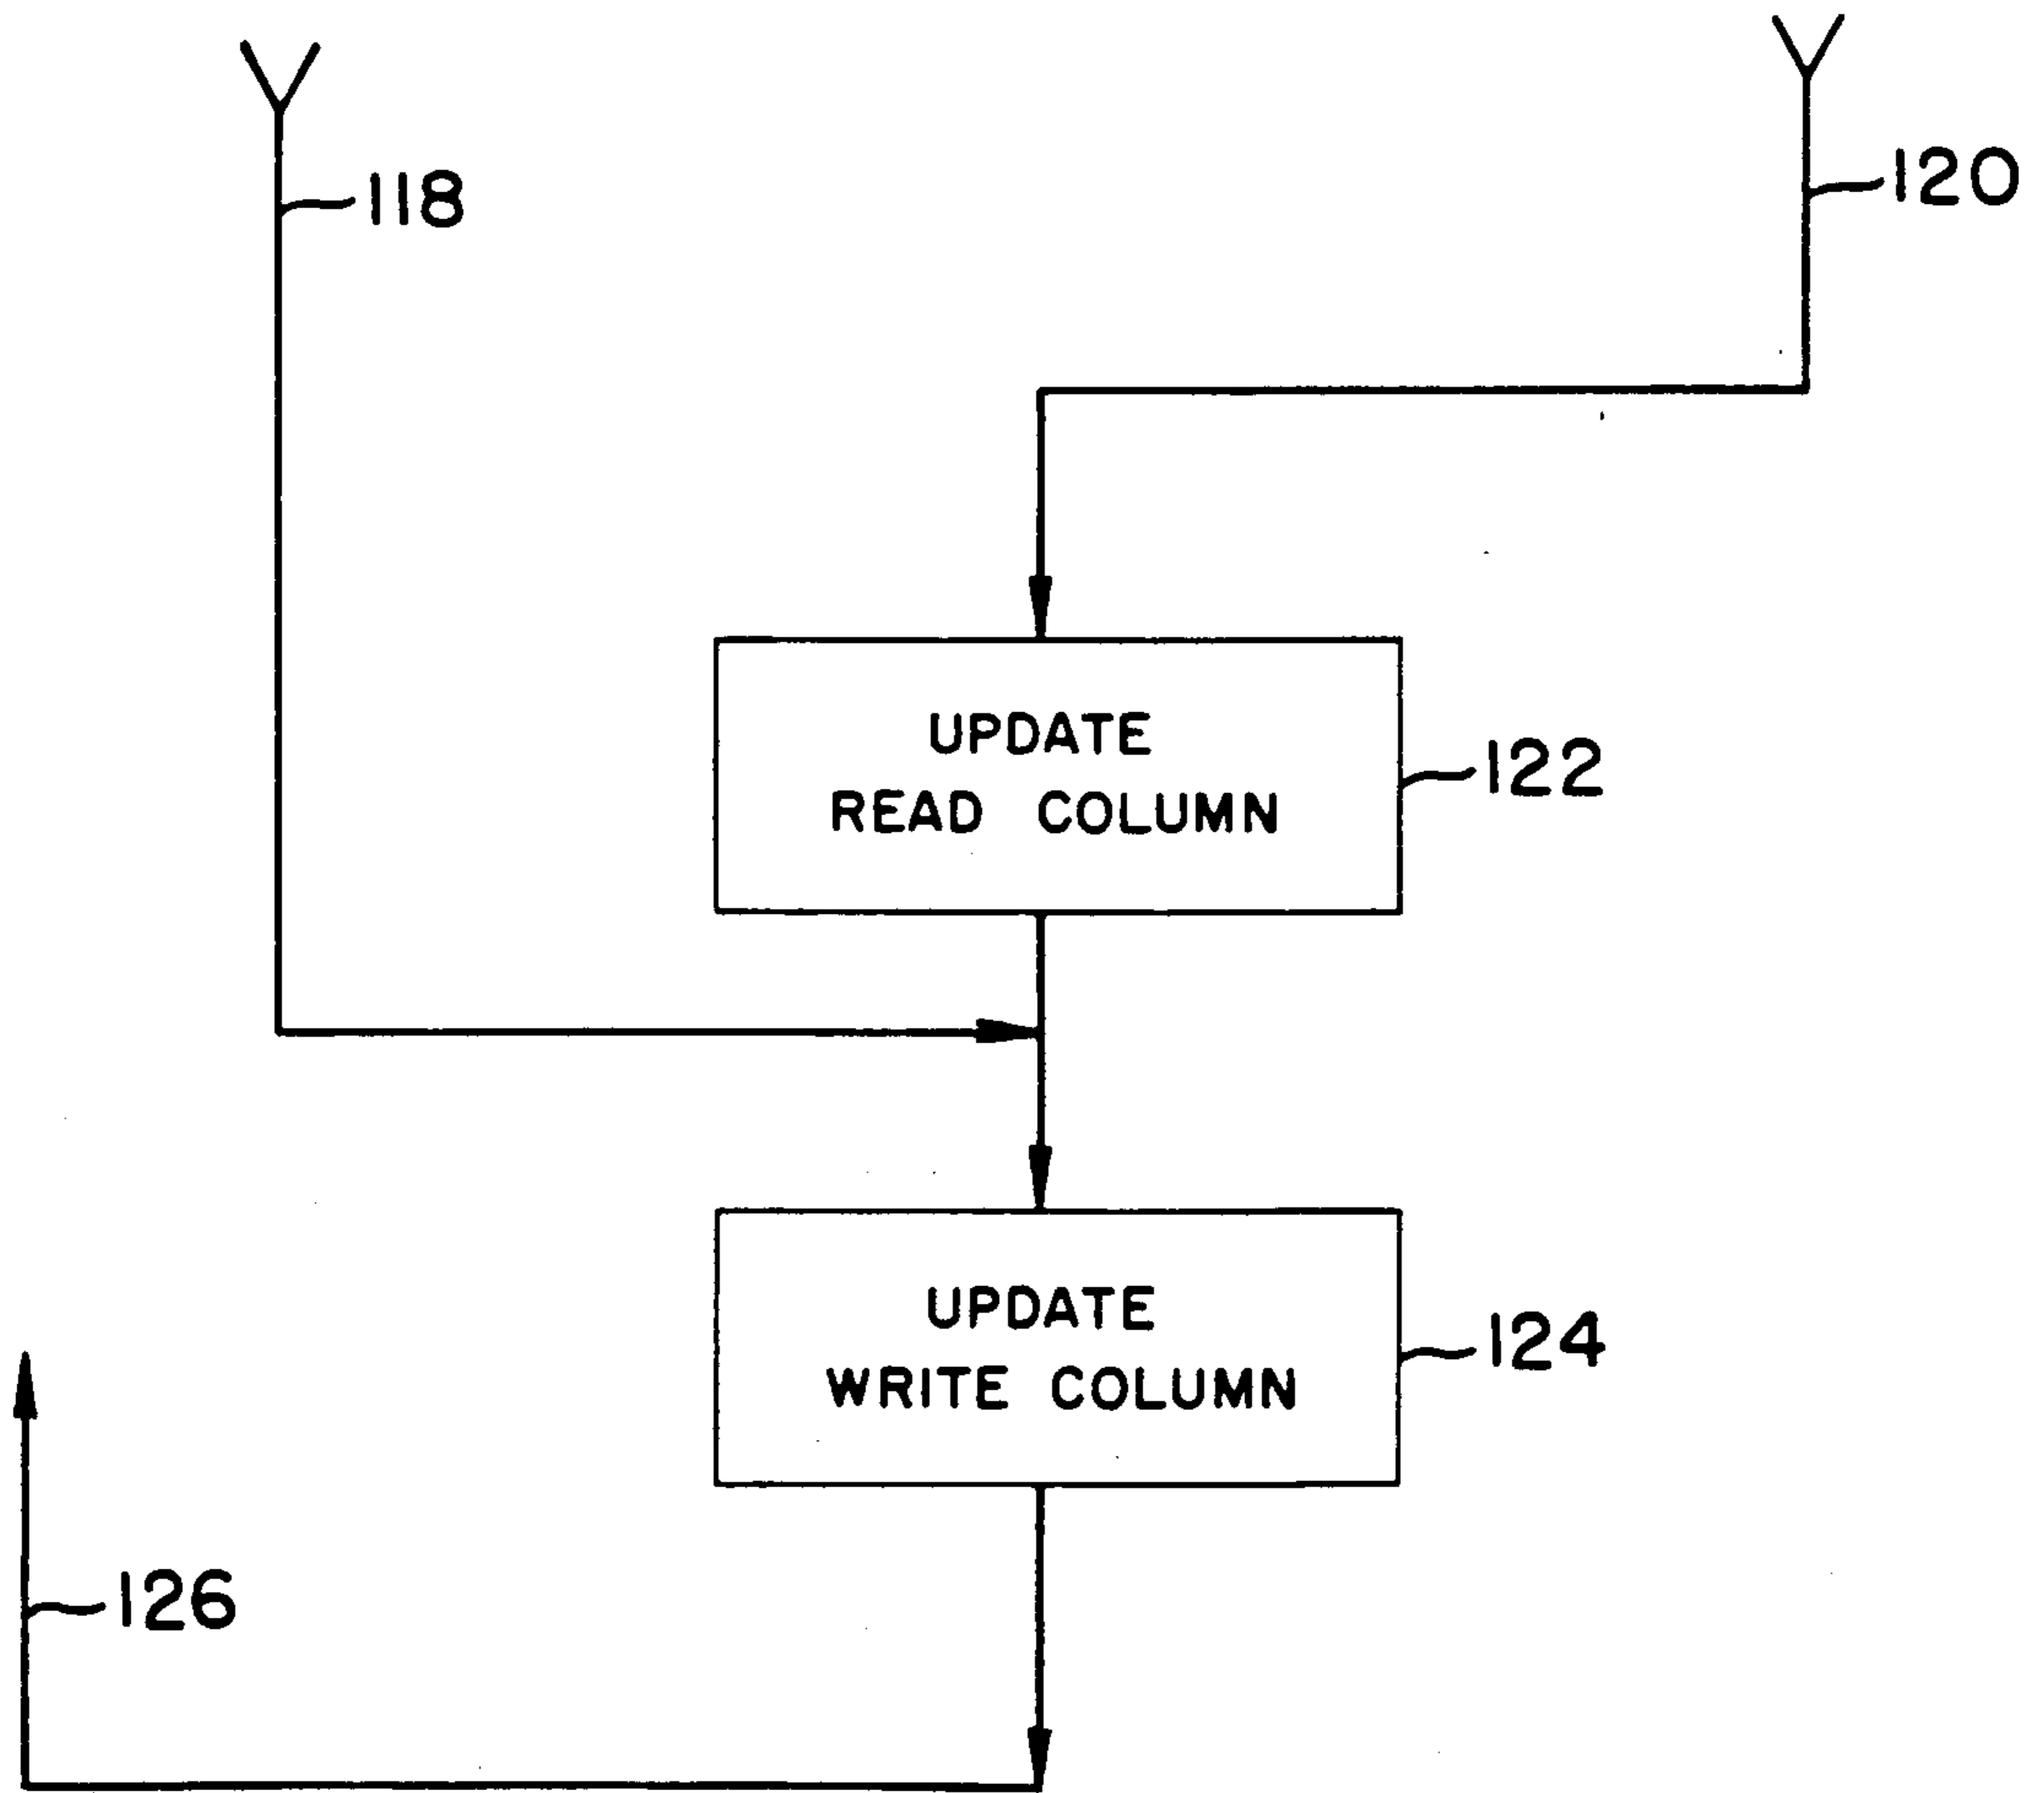 118
120
UPDATE
READ COLUMN
122
UPDATE
WRITE COLUMN
124
126